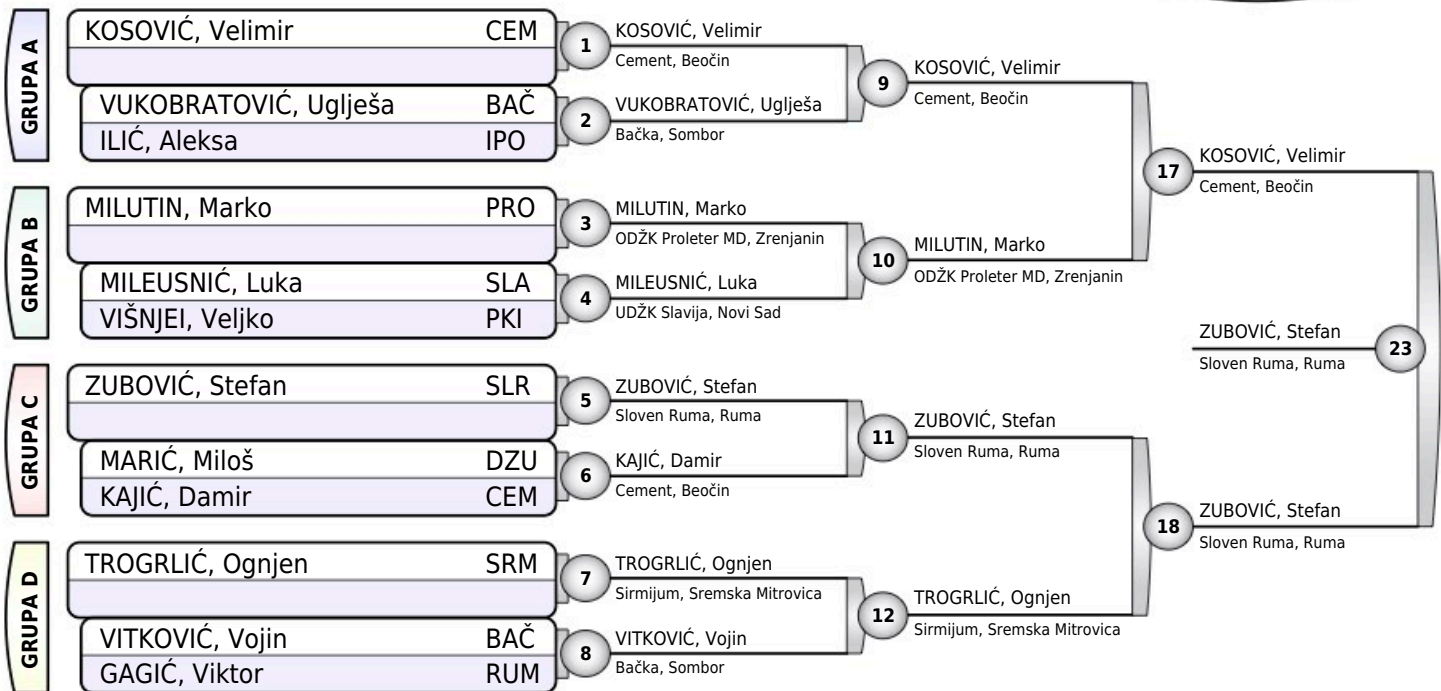 GRUPA A
KOSOVIĆ, Velimir CEM
VUKOBRATOVIĆ, Uglješa BAČ
ILIĆ, Aleksa IPO
GRUPA B
MILUTIN, Marko PRO
MILEUSNIĆ, Luka SLA
VIŠNJEI, Veljko PKI
GRUPA C
ZUBOVIĆ, Stefan SLR
MARIĆ, Miloš DZU
KAJIĆ, Damir CEM
GRUPA D
TROGRLIĆ, Ognjen SRM
VITKOVIĆ, Vojin BAČ
GAGIĆ, Viktor RUM
1
KOSOVIĆ, Velimir
Cement, Beočin
2
VUKOBRATOVIĆ, Uglješa
Bačka, Sombor
3
MILUTIN, Marko
ODŽK Proleter MD, Zrenjanin
4
MILEUSNIĆ, Luka
UDŽK Slavija, Novi Sad
5
ZUBOVIĆ, Stefan
Sloven Ruma, Ruma
6
KAJIĆ, Damir
Cement, Beočin
7
TROGRLIĆ, Ognjen
Sirmijum, Sremska Mitrovica
8
VITKOVIĆ, Vojin
Bačka, Sombor
9
KOSOVIĆ, Velimir
Cement, Beočin
10
MILUTIN, Marko
ODŽK Proleter MD, Zrenjanin
11
ZUBOVIĆ, Stefan
Sloven Ruma, Ruma
12
TROGRLIĆ, Ognjen
Sirmijum, Sremska Mitrovica
17
KOSOVIĆ, Velimir
Cement, Beočin
18
ZUBOVIĆ, Stefan
Sloven Ruma, Ruma
ZUBOVIĆ, Stefan
Sloven Ruma, Ruma
23